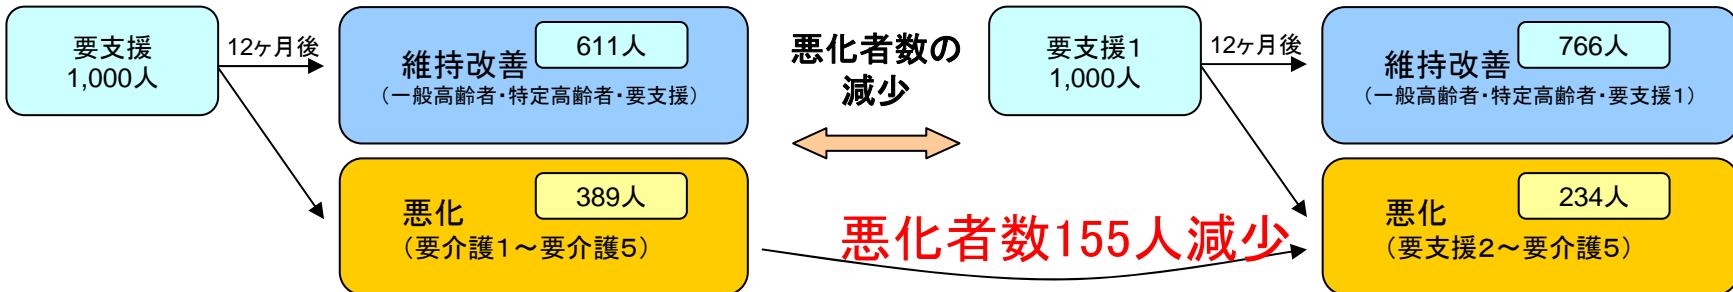 要支援
1,000人
12ヶ月後
維持改善
611人
(一般高齢者・特定高齢者・要支援)
悪化
389人
(要介護1~要介護5)
悪化者数の
減少
悪化者数155人減少
要支援1
1,000人
12ヶ月後
維持改善
766人
(一般高齢者・特定高齢者・要支援1)
悪化
234人
(要支援2~要介護5)